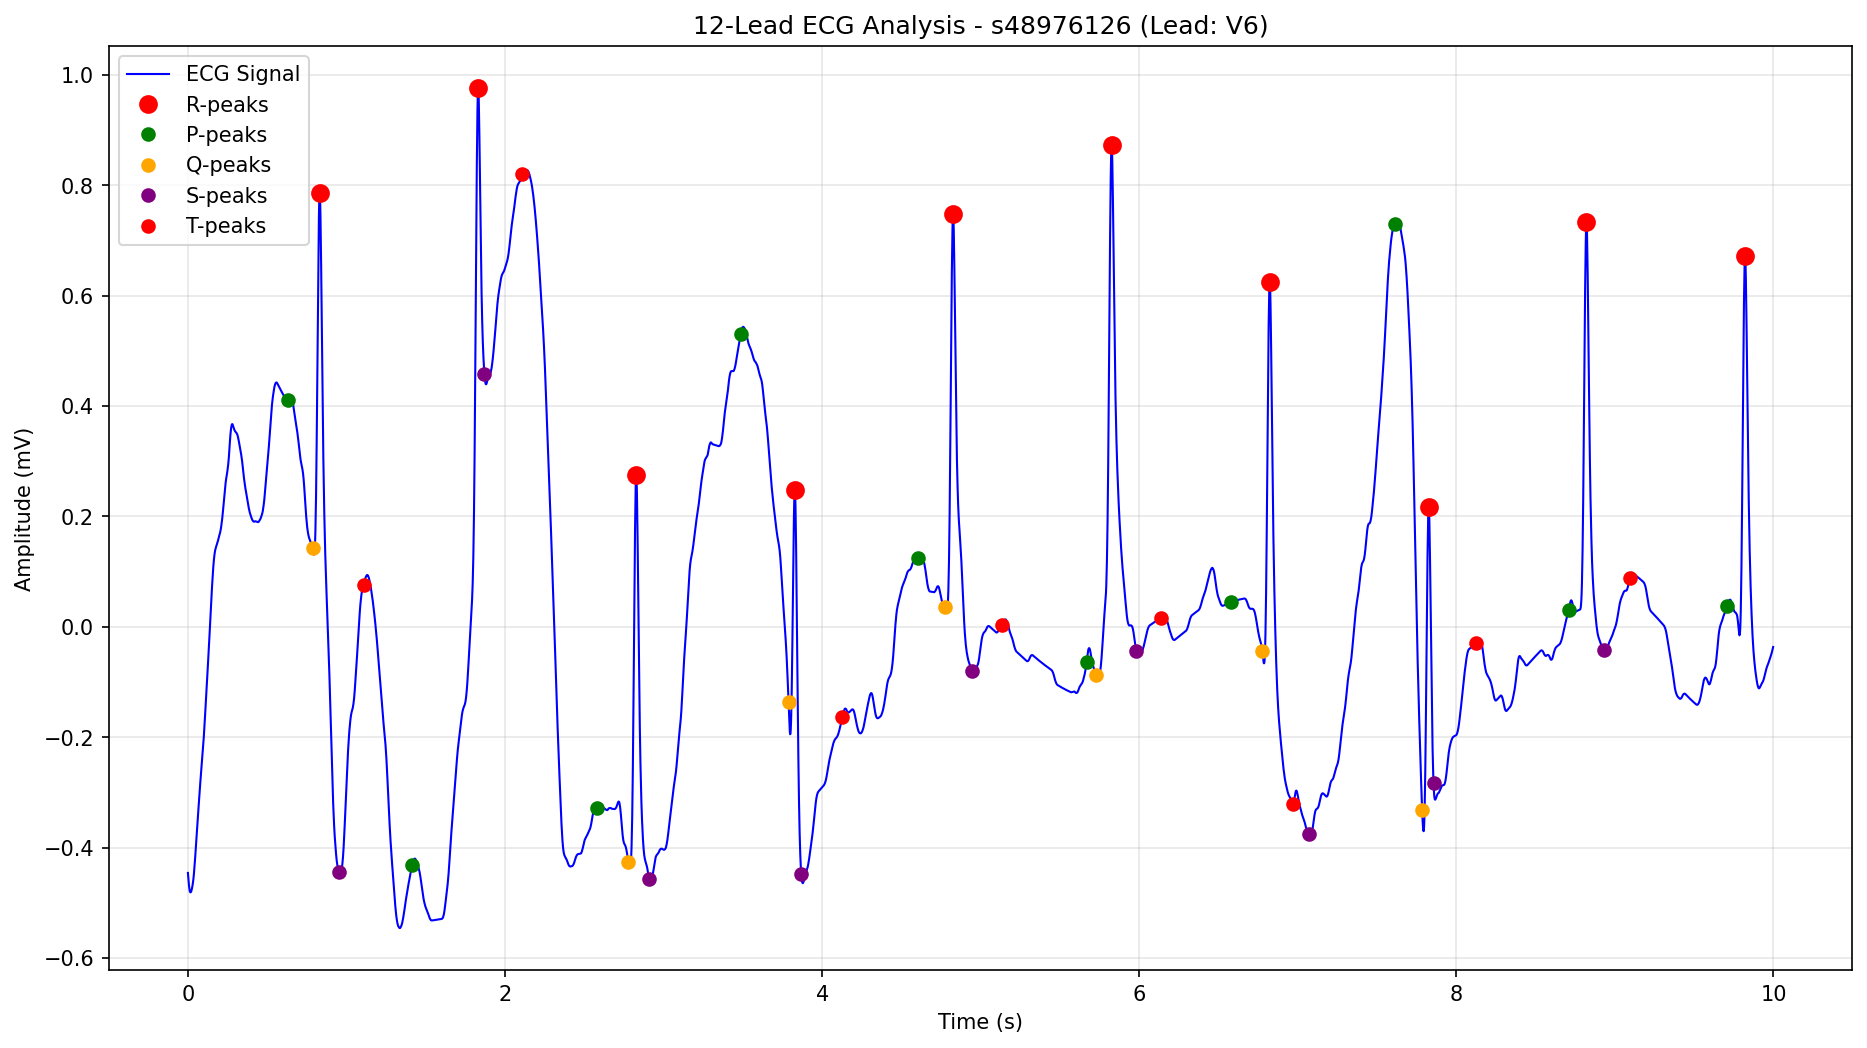 12-Lead ECG Analysis - s48976126 (Lead: V6)
ECG Signal
R-peaks
P-peaks
Q-peaks
S-peaks
T-peaks
Amplitude (mV)
1.0
0.8
0.6
0.4
0.2
0.0
−0.2
−0.4
−0.6
0 2 4 6 8 10
Time (s)